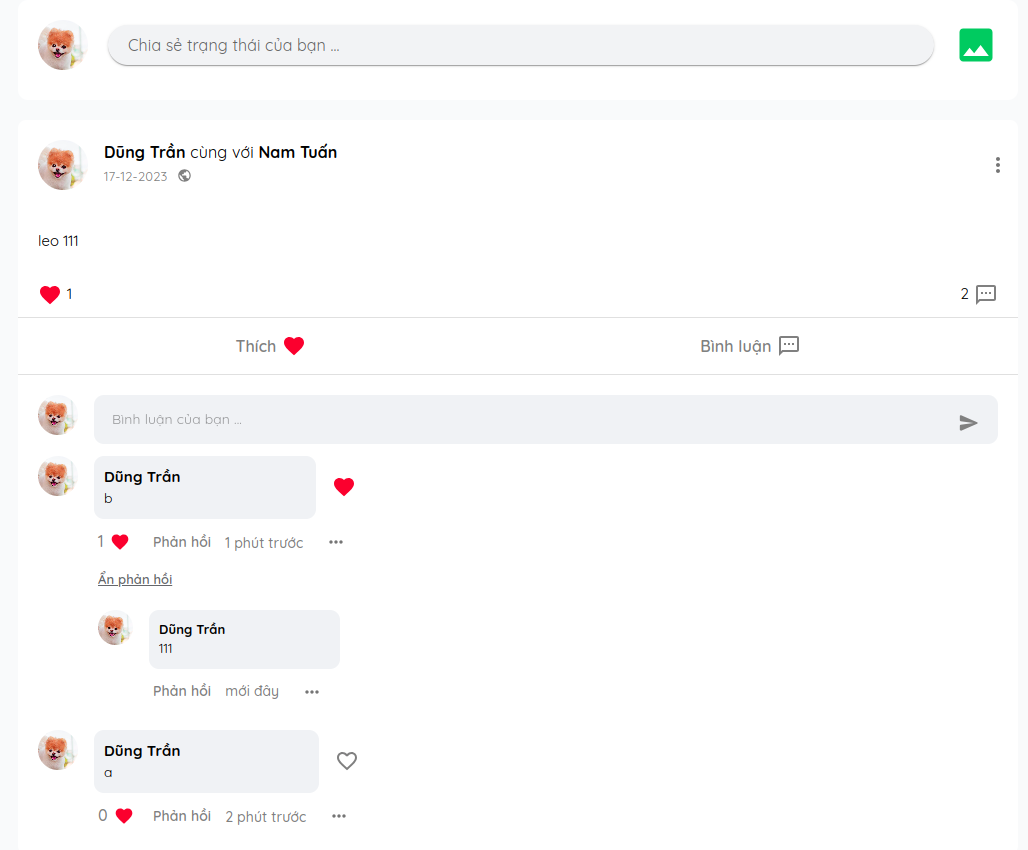 Chia sẻ trạng thái của bạn ...
Dũng Trần cùng với Nam Tuấn
17-12-2023
leo 111
1
2
Thích
Bình luận
Bình luận của bạn ...
Dũng Trần
b
1 Phản hồi 1 phút trước
Ẩn phản hồi
Dũng Trần
111
Phản hồi mới đây
Dũng Trần
a
0 Phản hồi 2 phút trước